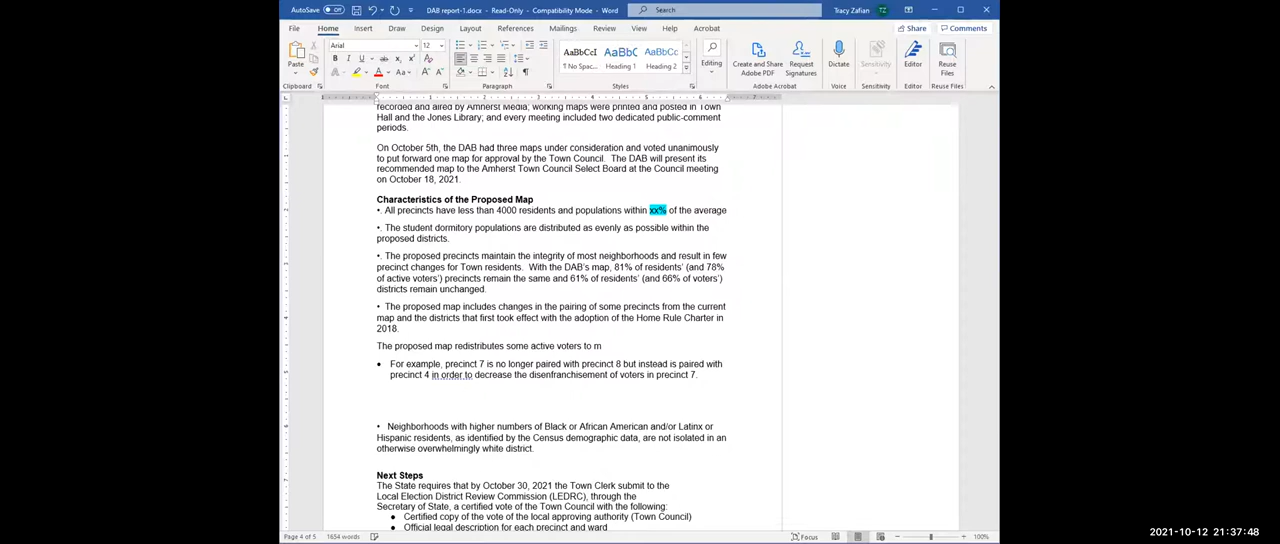 AutoSave Off DAB report-1.docx - Read-Only - Compatibility Mode - Word Search Tracy Zafian TZ
File Home Insert Draw Design Layout References Mailings Review View Help Acrobat Share Comments
Arial 12
Paste
AaBbCcI AaBbC AaBbCc
¶ No Spac... Heading 1 Heading 2
Editing
Create and Share Adobe PDF
Request Signatures
Dictate
Sensitivity
Editor
Reuse Files
Clipboard Font Paragraph Styles Adobe Acrobat Voice Sensitivity Editor Reuse Files
recorded and aired by Amherst Media; working maps were printed and posted in Town
Hall and the Jones Library; and every meeting included two dedicated public-comment
periods.
On October 5th, the DAB had three maps under consideration and voted unanimously
to put forward one map for approval by the Town Council. The DAB will present its
recommended map to the Amherst Town Council Select Board at the Council meeting
on October 18, 2021.
Characteristics of the Proposed Map
•. All precincts have less than 4000 residents and populations within xx% of the average
•. The student dormitory populations are distributed as evenly as possible within the
proposed districts.
•. The proposed precincts maintain the integrity of most neighborhoods and result in few
precinct changes for Town residents. With the DAB's map, 81% of residents' (and 78%
of active voters') precincts remain the same and 61% of residents' (and 66% of voters')
districts remain unchanged.
• The proposed map includes changes in the pairing of some precincts from the current
map and the districts that first took effect with the adoption of the Home Rule Charter in
2018.
The proposed map redistributes some active voters to m
• For example, precinct 7 is no longer paired with precinct 8 but instead is paired with
precinct 4 in order to decrease the disenfranchisement of voters in precinct 7.
• Neighborhoods with higher numbers of Black or African American and/or Latinx or
Hispanic residents, as identified by the Census demographic data, are not isolated in an
otherwise overwhelmingly white district.
Next Steps
The State requires that by October 30, 2021 the Town Clerk submit to the
Local Election District Review Commission (LEDRC), through the
Secretary of State, a certified vote of the Town Council with the following:
• Certified copy of the vote of the local approving authority (Town Council)
• Official legal description for each precinct and ward
Page 4 of 5 1654 words Focus 100%
2021-10-12 21:37:48